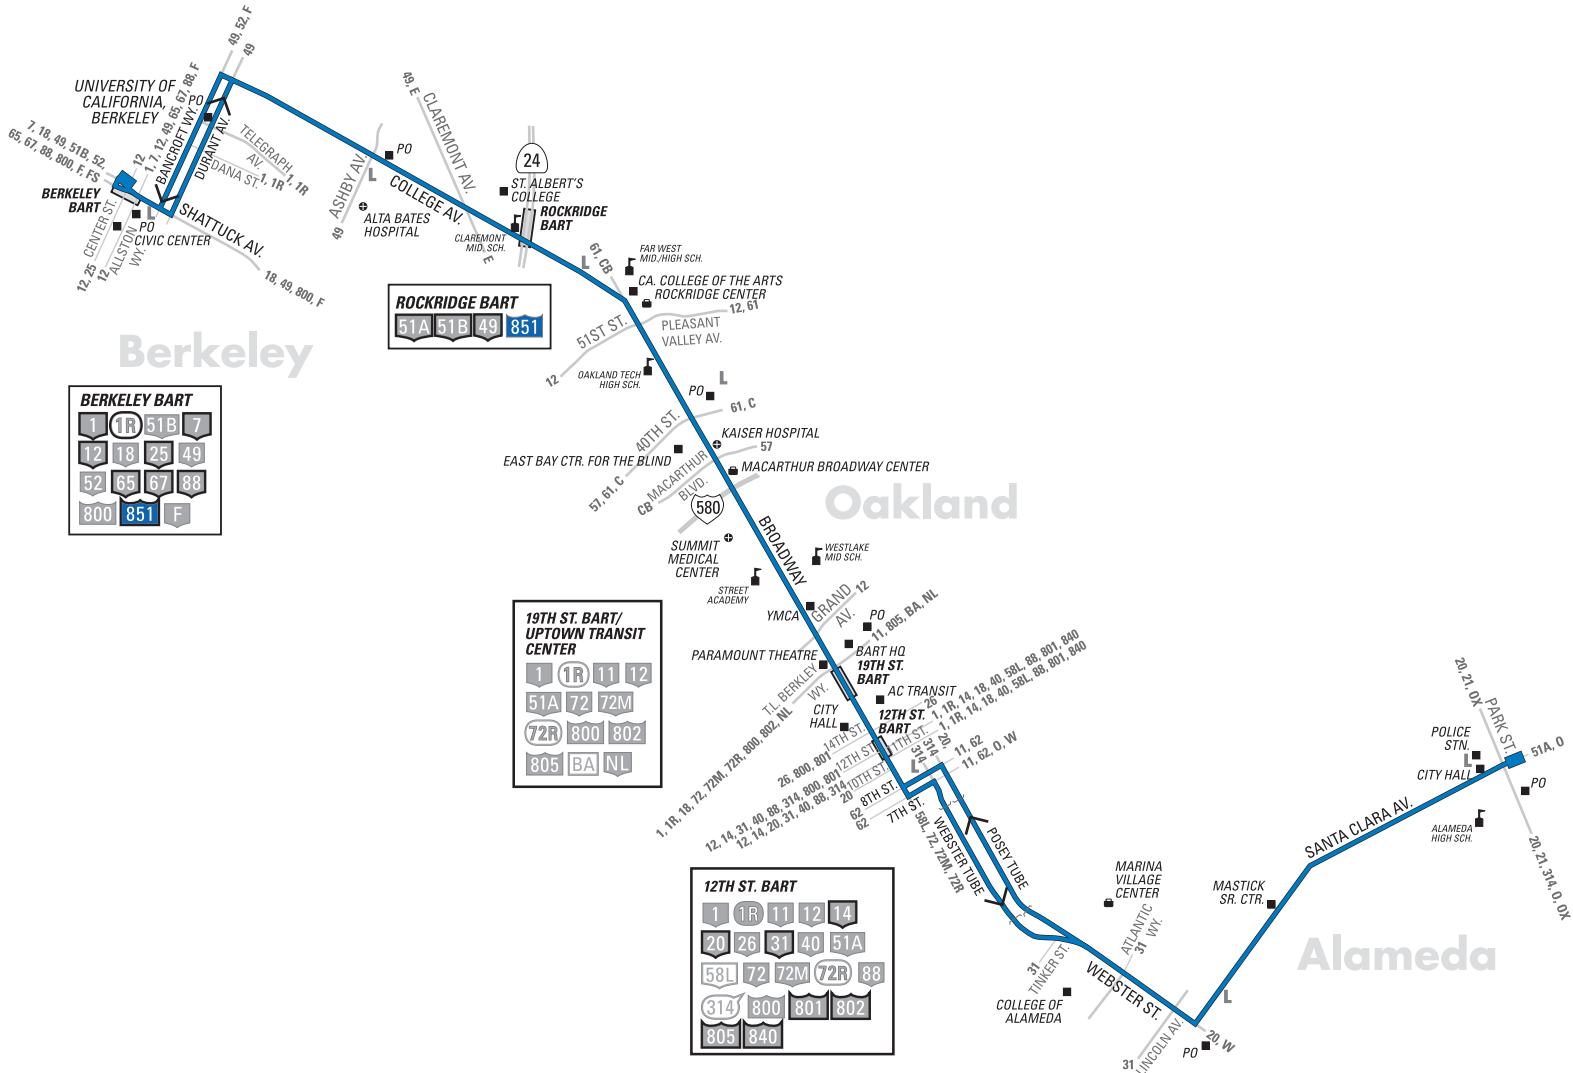 49, 52, F
49
UNIVERSITY OF
CALIFORNIA,
BERKELEY
PO
BANCROFT WY.
DURANT AV.
1, 7, 12, 49, 65, 67, 88, F
12
7, 18, 49, 51B, 52,
65, 67, 88, 800, F, FS
BERKELEY
BART
TELEGRAPH
AV.
1, 1R
DANA ST.
1, 1R
L
PO
CIVIC CENTER
SHATTUCK AV.
CENTER ST.
ALLSTON
WY.
12, 25
12
18, 49, 800, F
ASHBY AV.
49
PO
L
ALTA BATES
HOSPITAL
COLLEGE AV.
49, E
CLAREMONT AV.
E
24
ST. ALBERT'S
COLLEGE
ROCKRIDGE
BART
CLAREMONT
MID. SCH.
61, CB
L
FAR WEST
MID./HIGH SCH.
CA. COLLEGE OF THE ARTS
ROCKRIDGE CENTER
12, 61
PLEASANT
VALLEY AV.
51ST ST.
12
OAKLAND TECH
HIGH SCH.
PO
L
ROCKRIDGE BART
51A 51B 49 851
Berkeley
BERKELEY BART
1 1R 51B 7
12 18 25 49
52 65 67 88
800 851 F
61, C
40TH ST.
57, 61, C
KAISER HOSPITAL
57
EAST BAY CTR. FOR THE BLIND
MACARTHUR
BLVD.
CB
MACARTHUR BROADWAY CENTER
580
Oakland
BROADWAY
SUMMIT
MEDICAL
CENTER
WESTLAKE
MID SCH.
STREET
ACADEMY
YMCA
GRAND
AV.
12
PO
11, 805, BA, NL
BART HQ
PARAMOUNT THEATRE
19TH ST.
BART
T.L. BERKLEY
WY.
1, 1R, 18, 72, 72M, 72R, 800, 802, NL
AC TRANSIT
CITY
HALL
12TH ST.
BART
26
1, 1R, 14, 18, 40, 58L, 88, 801, 840
1, 1R, 14, 18, 40, 58L, 88, 801, 840
14TH ST.
26, 800, 801
12TH ST.
11TH ST.
12, 14, 31, 40, 88, 314, 800, 801
10TH ST.
12, 14, 20, 31, 40, 88, 314
20
L
314
314
20,
11, 62
11, 62, O, W
8TH ST.
62
7TH ST.
62
58L, 72, 72M, 72R
WEBSTER TUBE
POSEY TUBE
19TH ST. BART/
UPTOWN TRANSIT
CENTER
1 1R 11 12
51A 72 72M
72R 800 802
805 BA NL
12TH ST. BART
1 1R 11 12 14
20 26 31 40 51A
58L 72 72M 72R 88
314 800 801 802
805 840
MARINA
VILLAGE
CENTER
ATLANTIC
WY.
31
31
TINKER ST.
COLLEGE OF
ALAMEDA
WEBSTER ST.
LINCOLN AV.
31
20, W
PO
L
MASTICK
SR. CTR.
SANTA CLARA AV.
Alameda
20, 21, OX
PARK ST.
POLICE
STN.
L
CITY HALL
51A, O
PO
ALAMEDA
HIGH SCH.
20, 21, 314, O, OX